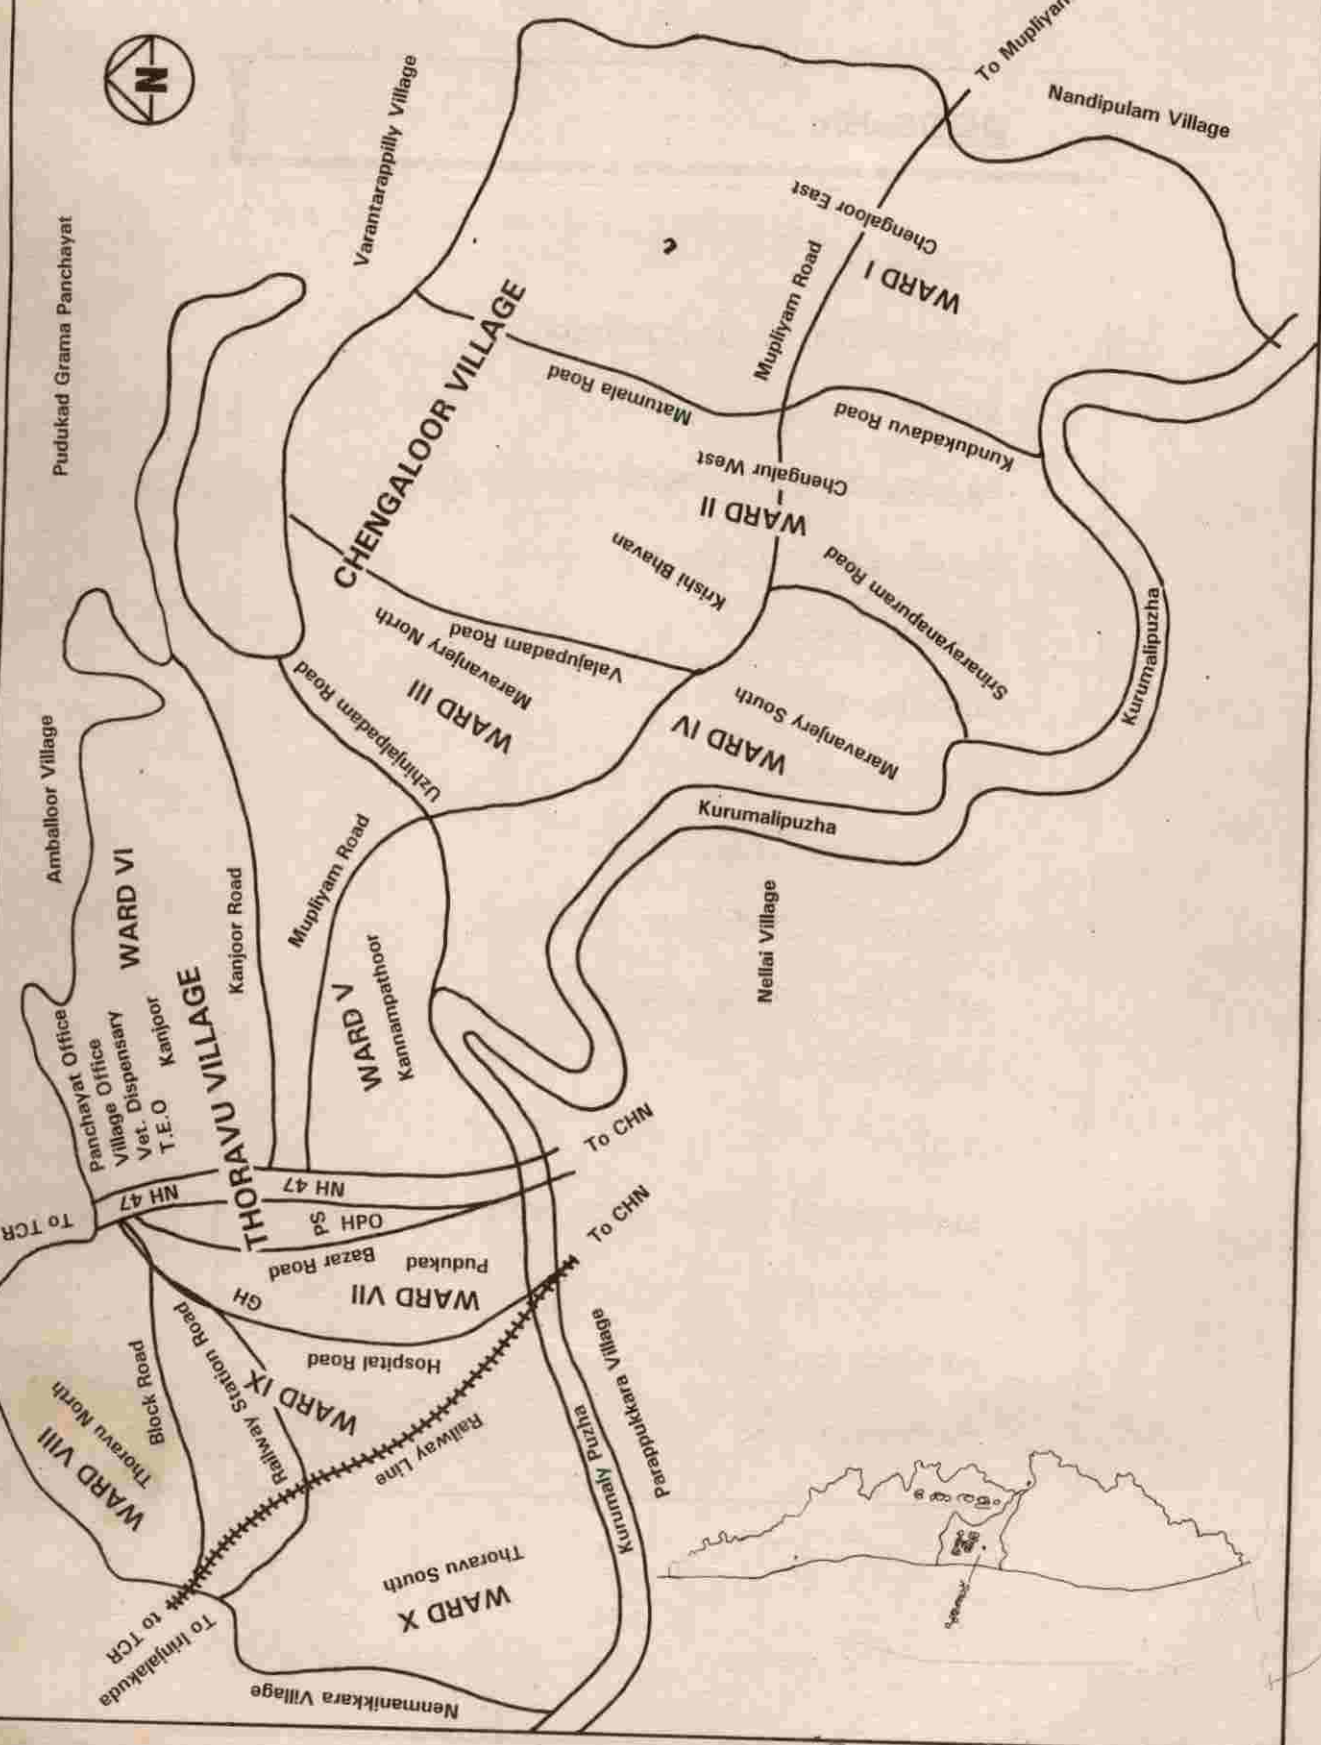 N
Pudukad Grama Panchayat
Varantarappilly Village
To Mupliyam
Nandipulam Village
Chengaloor East
WARD I
Mupliyam Road
CHENGALOOR VILLAGE
Matumala Road
Kundukadavu Road
Chengalur West
WARD II
Krishi Bhavan
Srinarayanapuram Road
Kurumalipuzha
Valajupadam Road
Maravanjery North
WARD III
Uzhinjalpadam Road
Maravanjery South
WARD IV
Kurumalipuzha
Amballoor Village
WARD VI
Kanjoor Road
Mupliyam Road
Nellai Village
Panchayat Office
Village Office
Vet. Dispensary
T.E.O Kanjoor
THORAVU VILLAGE
WARD V
Kannampathoor
To CHN
To TCR
NH 47
NH 47
PS
HPO
Bazar Road
Pudukad
WARD VII
GH
To CHN
Hospital Road
Block Road
Railway Station Road
WARD IX
Thoravu North
WARD VIII
Railway Line
Kurumaly Puzha
Parappukkara Village
Thoravu South
WARD X
to TCR
To Irinjalakuda
Nenmanikkara Village
കേരളം